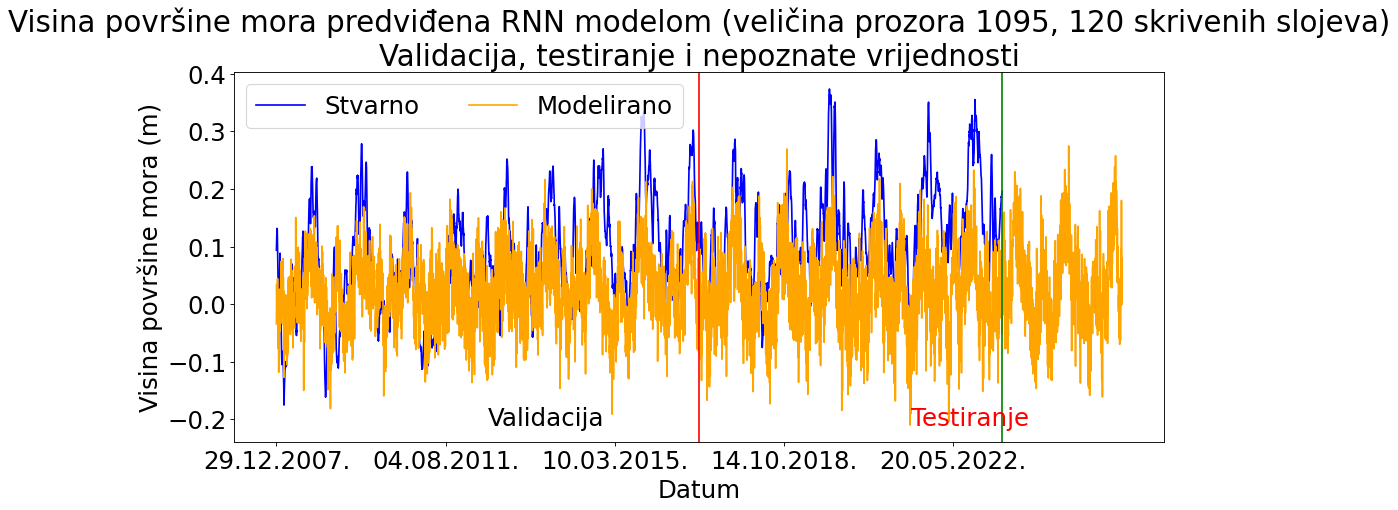 Visina površine mora predviđena RNN modelom (veličina prozora 1095, 120 skrivenih slojeva)
Validacija, testiranje i nepoznate vrijednosti
Visina površine mora (m)
0.4
0.3
0.2
0.1
0.0
−0.1
−0.2
Stvarno
Modelirano
Validacija
Testiranje
29.12.2007.
04.08.2011.
10.03.2015.
14.10.2018.
20.05.2022.
Datum